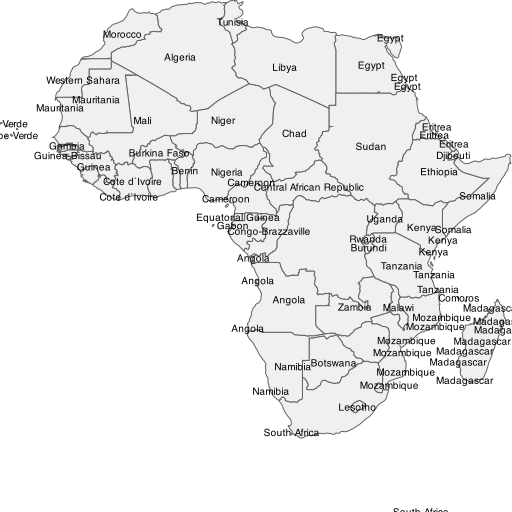 Tunisia
Morocco
Egypt
Algeria
Libya
Egypt
Western Sahara
Egypt
Egypt
Mauritania
Mauritania
Mali
Niger
Verde
Verde
Chad
Eritrea
Eritrea
Sudan
Gambia
Eritrea
Guinea-Bissau
Burkina Faso
Djibouti
Guinea
Benin
Nigeria
Ethiopia
Cote d`Ivoire
Cameroon
Central African Republic
Cote d`Ivoire
Cameroon
Somalia
Equatorial Guinea
Uganda
Gabon
Congo-Brazzaville
Kenya
Somalia
Rwanda
Kenya
Burundi
Kenya
Angola
Tanzania
Tanzania
Angola
Tanzania
Angola
Comoros
Zambia
Malawi
Madagasca
Mozambique
Madaga
Angola
Mozambique
Madaga
Mozambique
Madagascar
Mozambique
Madagascar
Namibia
Botswana
Madagascar
Mozambique
Madagascar
Mozambique
Namibia
Lesotho
South Africa
South Africa